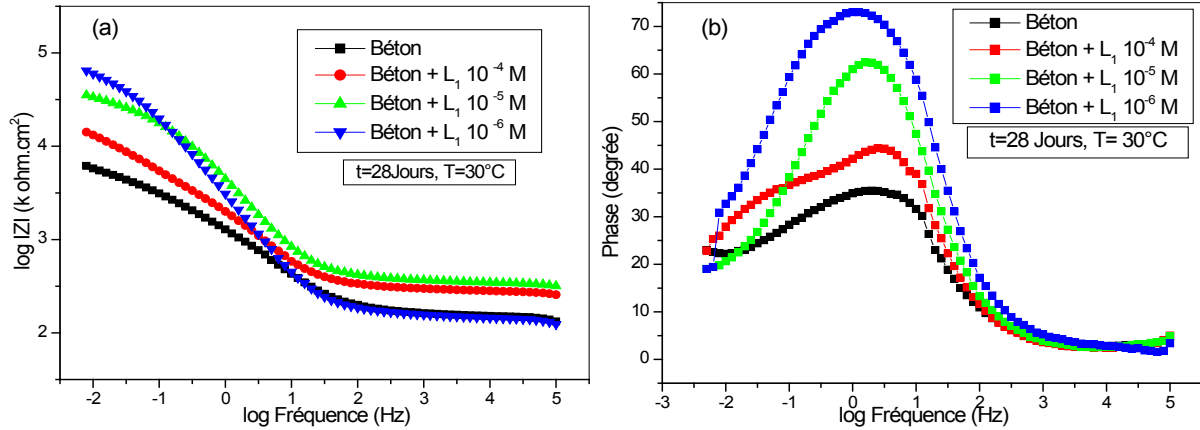 (a)
Béton
Béton + L₁ 10⁻⁴ M
Béton + L₁ 10⁻⁵ M
Béton + L₁ 10⁻⁶ M
t=28Jours, T=30°C
log|Z| (k ohm.cm²)
5
4
3
2
-2 -1 0 1 2 3 4 5
log Fréquence (Hz)
(b)
Béton
Béton + L₁ 10⁻⁴ M
Béton + L₁ 10⁻⁵ M
Béton + L₁ 10⁻⁶ M
t=28 Jours, T= 30°C
Phase (degrée)
70
60
50
40
30
20
10
0
-3 -2 -1 0 1 2 3 4 5
log Fréquence (Hz)